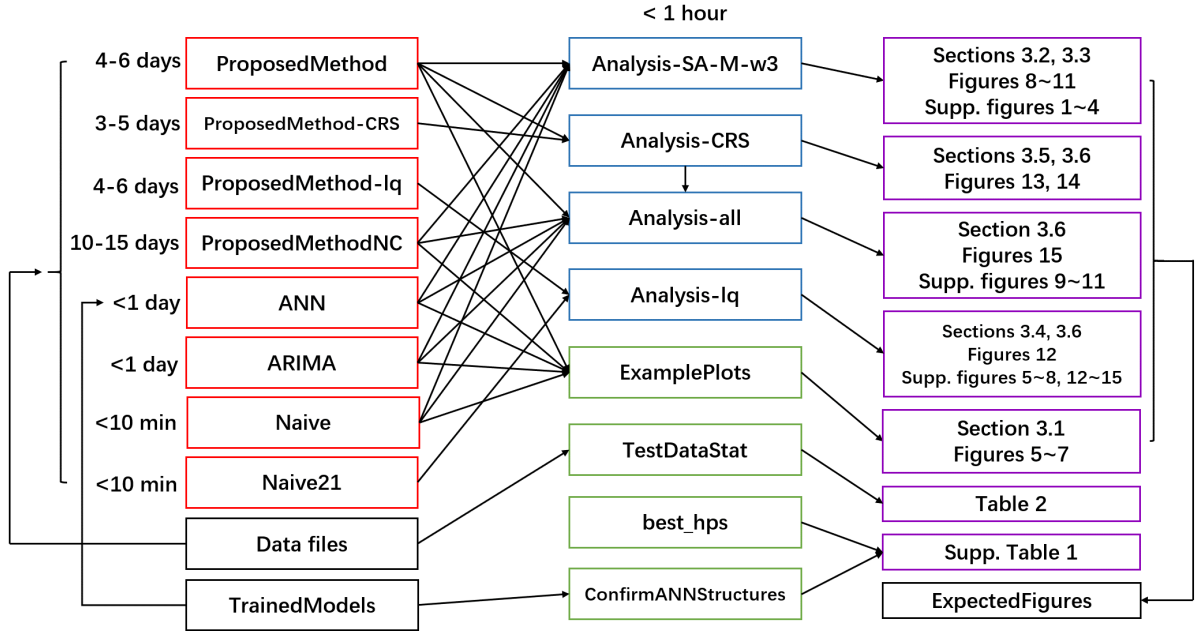 < 1 hour
4-6 days
ProposedMethod
3-5 days
ProposedMethod-CRS
4-6 days
ProposedMethod-lq
10-15 days
ProposedMethodNC
<1 day
ANN
<1 day
ARIMA
<10 min
Naive
<10 min
Naive21
Data files
TrainedModels
Analysis-SA-M-w3
Analysis-CRS
Analysis-all
Analysis-lq
ExamplePlots
TestDataStat
best_hps
ConfirmANNStructures
Sections 3.2, 3.3
Figures 8~11
Supp. figures 1~4
Sections 3.5, 3.6
Figures 13, 14
Section 3.6
Figures 15
Supp. figures 9~11
Sections 3.4, 3.6
Figures 12
Supp. figures 5~8, 12~15
Section 3.1
Figures 5~7
Table 2
Supp. Table 1
ExpectedFigures